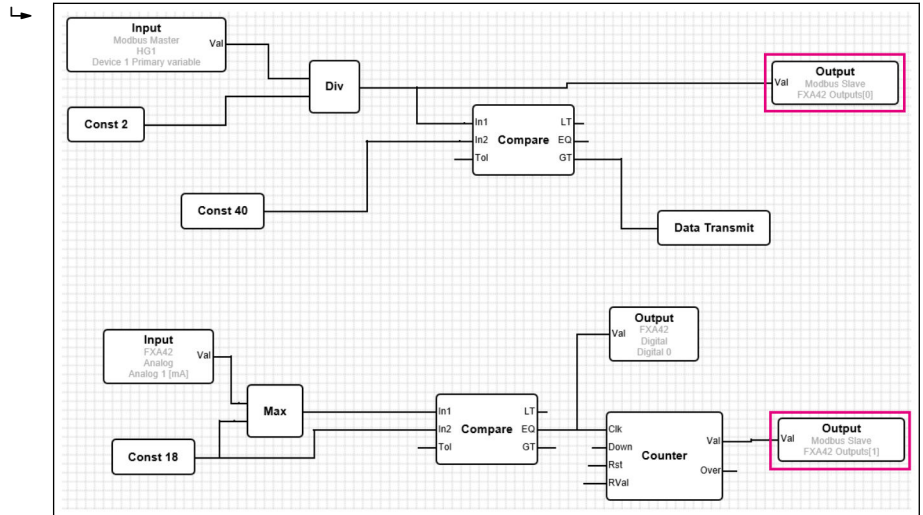 Input
Modbus Master
HG1
Device 1 Primary variable
Val
Div
Const 2
Output
Modbus Slave
FXA42 Outputs[0]
Val
In1
In2
Tol
Compare
LT
EQ
GT
Const 40
Data Transmit
Input
FXA42
Analog
Analog 1 [mA]
Val
Max
Const 18
In1
In2
Tol
Compare
LT
EQ
GT
Output
FXA42
Digital
Digital 0
Val
Clk
Down
Rst
RVal
Counter
Val
Over
Output
Modbus Slave
FXA42 Outputs[1]
Val